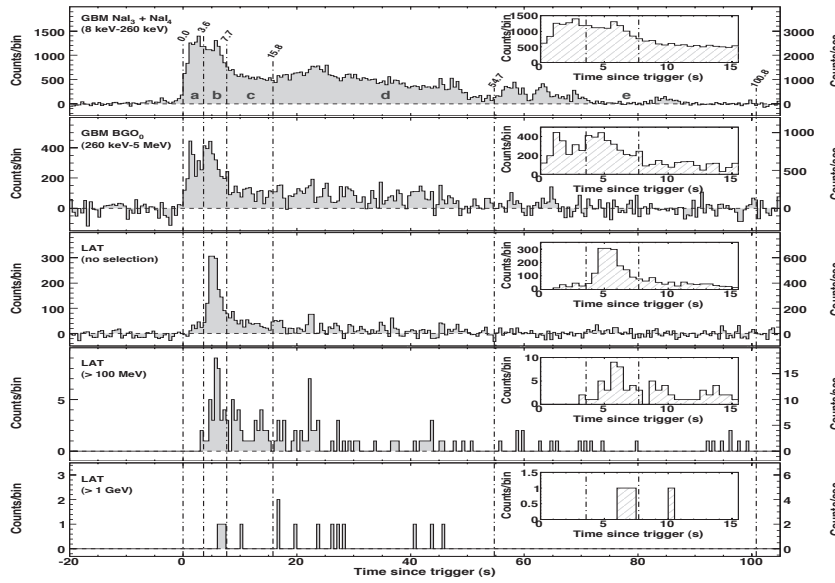 GBM NaI₃ + NaI₄
(8 keV-260 keV)
Counts/bin
1500
1000
500
0
0.0
3.6
7.7
15.8
54.7
100.8
a
b
c
d
e
Counts/bin
1500
1000
500
0
0 5 10 15
Time since trigger (s)
3000
2000
1000
0
GBM BGO₀
(260 keV-5 MeV)
Counts/bin
400
200
0
Counts/bin
400
200
0
0 5 10 15
Time since trigger (s)
1000
500
0
LAT
(no selection)
Counts/bin
300
200
100
0
Counts/bin
300
200
100
0
0 5 10 15
Time since trigger (s)
600
400
200
0
LAT
(> 100 MeV)
Counts/bin
5
0
Counts/bin
10
5
0
0 5 10 15
Time since trigger (s)
15
10
5
0
LAT
(> 1 GeV)
Counts/bin
3
2
1
0
Counts/bin
1.5
1
0.5
0
0 5 10 15
Time since trigger (s)
6
4
2
0
-20 0 20 40 60 80 100
Time since trigger (s)